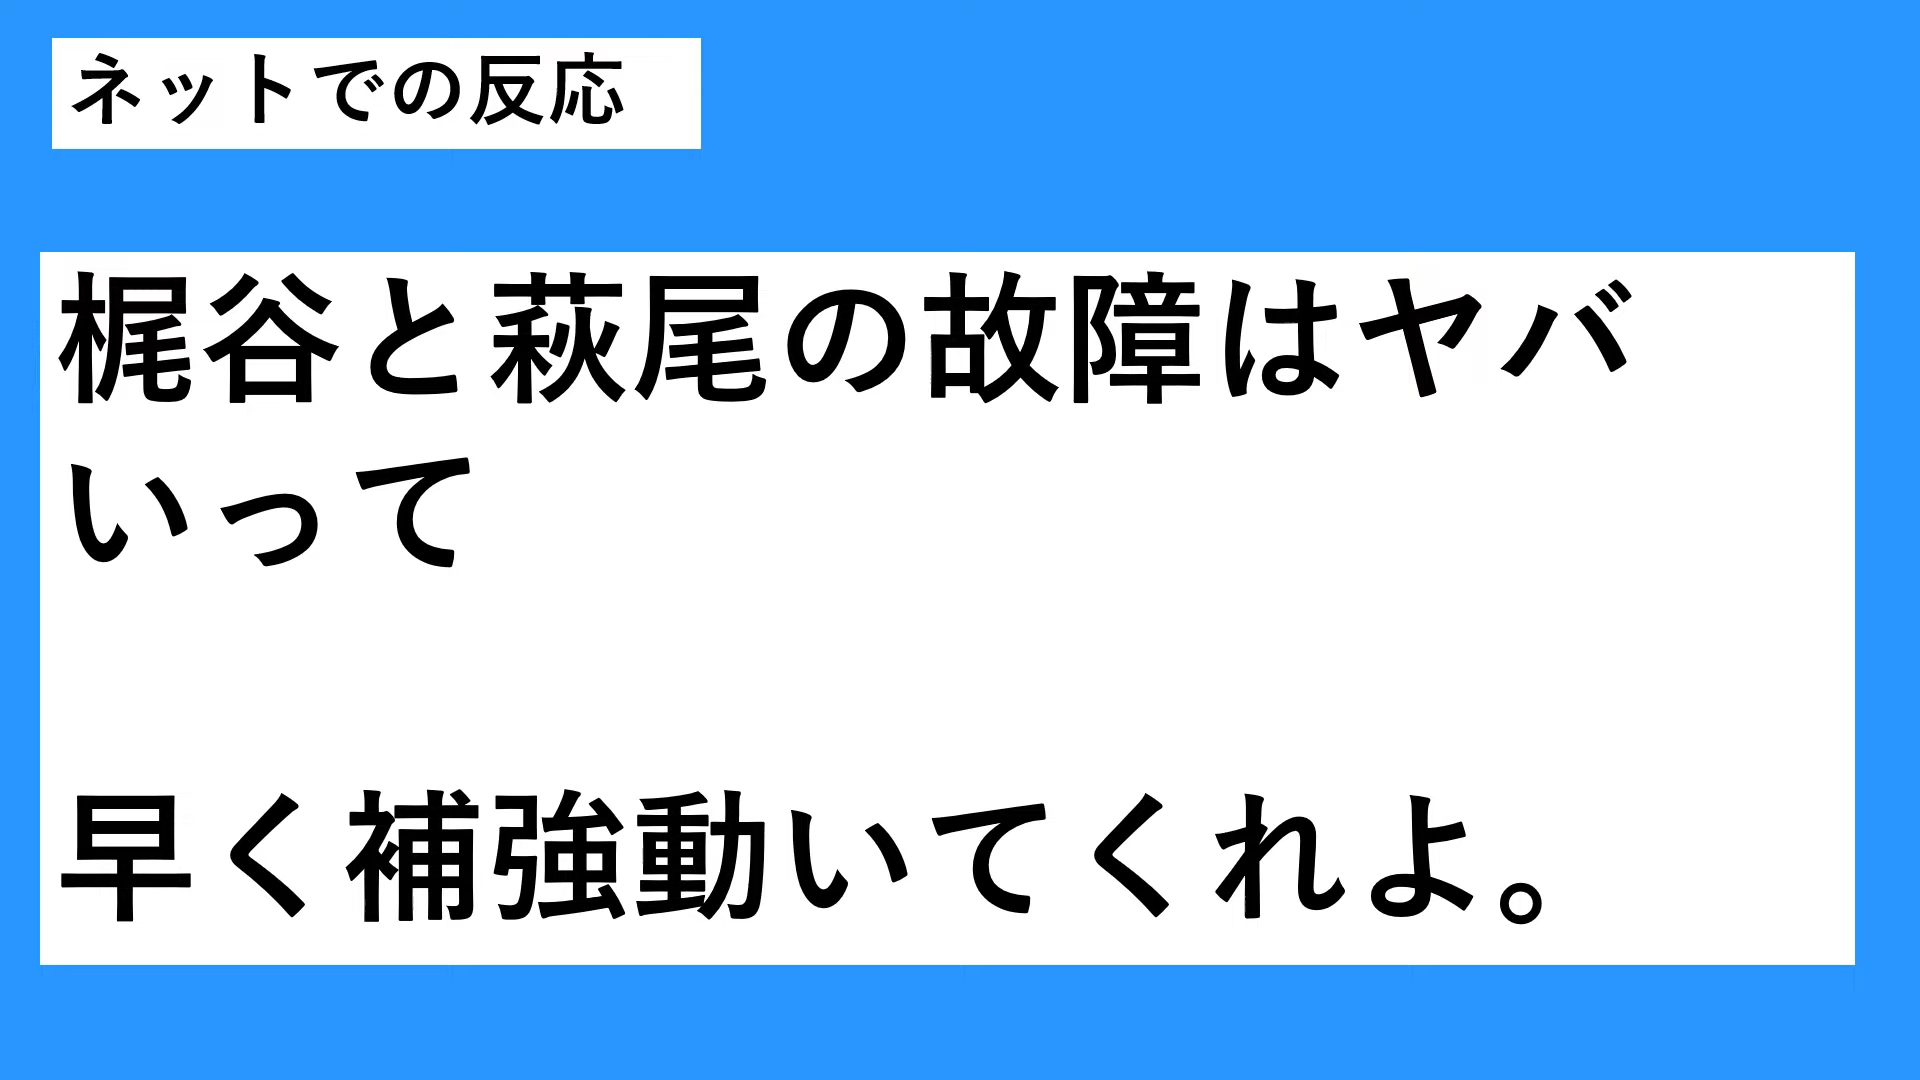 ネットでの反応
梶谷と萩尾の故障はヤバ
いって
早く補強動いてくれよ。